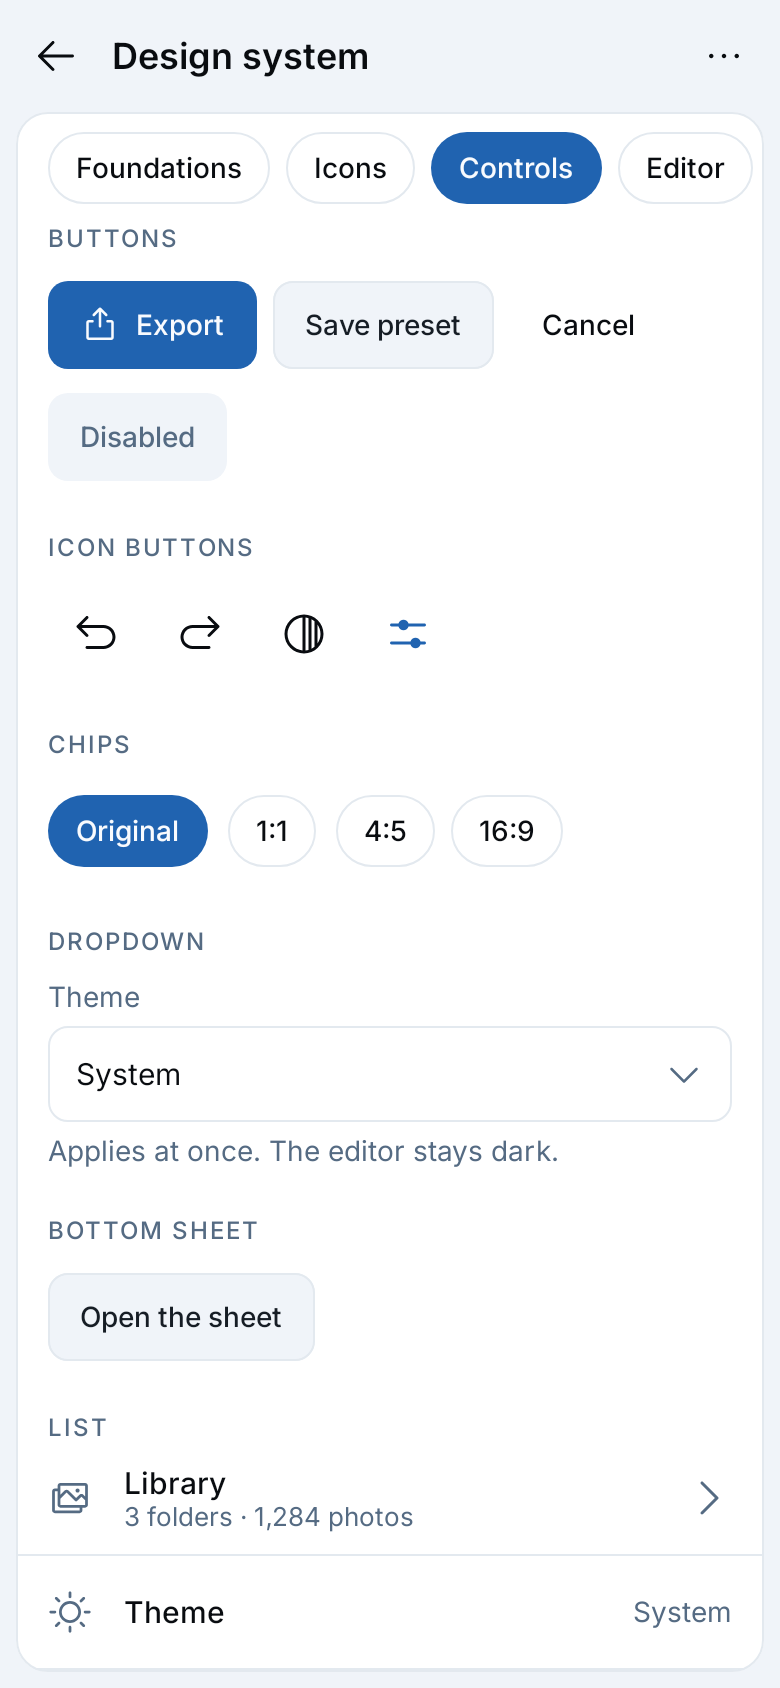 Design system
Foundations Icons Controls Editor
BUTTONS
Export Save preset Cancel
Disabled
ICON BUTTONS
CHIPS
Original 1:1 4:5 16:9
DROPDOWN
Theme
System
Applies at once. The editor stays dark.
BOTTOM SHEET
Open the sheet
LIST
Library
3 folders · 1,284 photos
Theme System